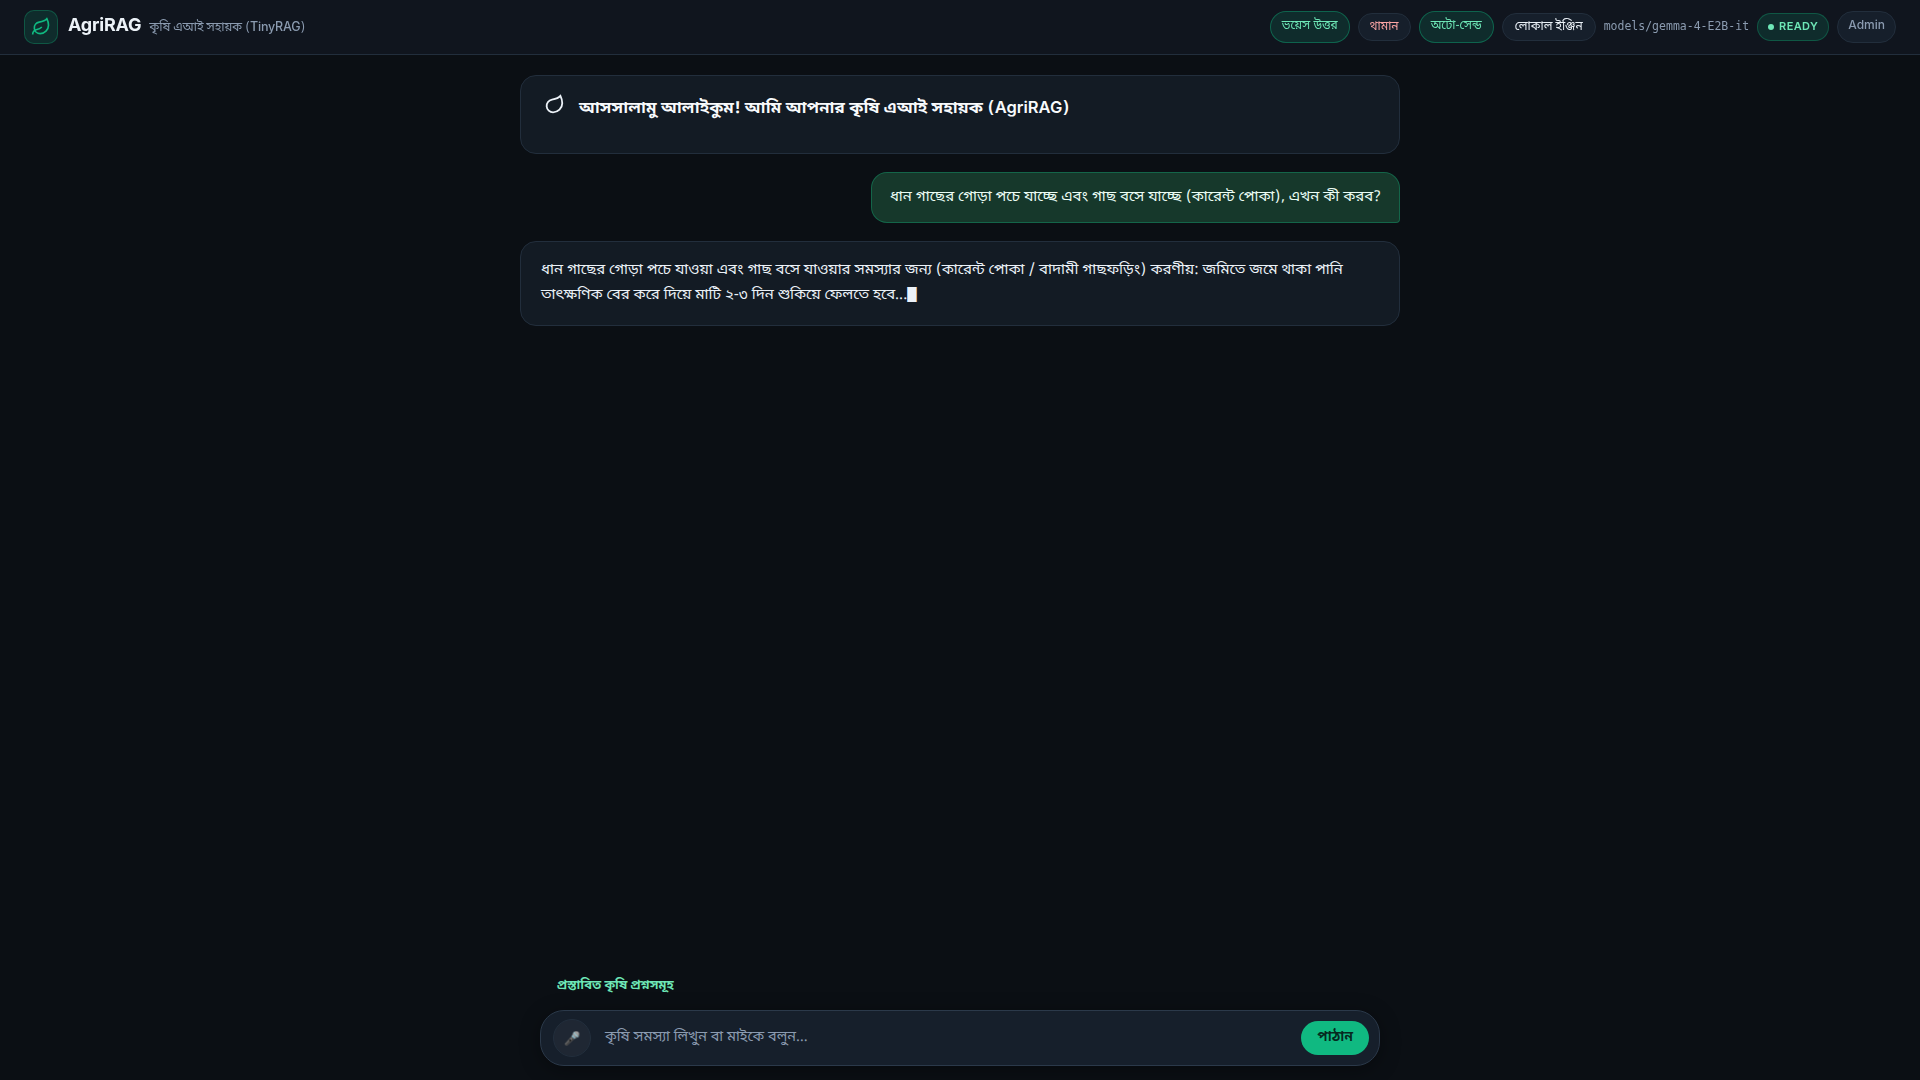 AgriRAG কৃষি এআই সহায়ক (TinyRAG)
ভয়েস উত্তর থামান অটো-সেন্ড লোকাল ইঞ্জিন models/gemma-4-E2B-it READY Admin
আসসালামু আলাইকুম! আমি আপনার কৃষি এআই সহায়ক (AgriRAG)
ধান গাছের গোড়া পচে যাচ্ছে এবং গাছ বসে যাচ্ছে (কারেন্ট পোকা), এখন কী করব?
ধান গাছের গোড়া পচে যাওয়া এবং গাছ বসে যাওয়ার সমস্যার জন্য (কারেন্ট পোকা / বাদামী গাছফড়িং) করণীয়: জমিতে জমে থাকা পানি
তাৎক্ষণিক বের করে দিয়ে মাটি ২-৩ দিন শুকিয়ে ফেলতে হবে...
প্রস্তাবিত কৃষি প্রশ্নসমূহ
কৃষি সমস্যা লিখুন বা মাইকে বলুন...
পাঠান